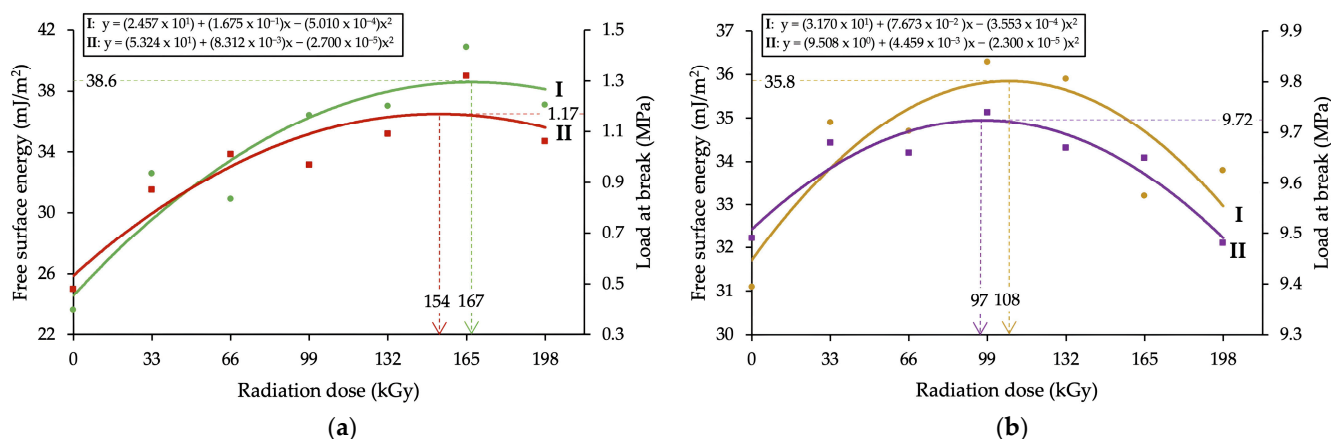 I: y = (2.457 x 10¹) + (1.675 x 10⁻¹)x − (5.010 x 10⁻⁴)x²
II: y = (5.324 x 10¹) + (8.312 x 10⁻³)x − (2.700 x 10⁻⁵)x²
Free surface energy (mJ/m²)
42
38
34
30
26
22
38.6
I
II
1.17
154
167
1.5
1.3
1.1
0.9
0.7
0.5
0.3
Load at break (MPa)
0 33 66 99 132 165 198
Radiation dose (kGy)
(a)
I: y = (3.170 x 10¹) + (7.673 x 10⁻²)x − (3.553 x 10⁻⁴)x²
II: y = (9.508 x 10⁰) + (4.459 x 10⁻³)x − (2.300 x 10⁻⁵)x²
Free surface energy (mJ/m²)
37
36
35
34
33
32
31
30
35.8
9.72
I
II
97
108
9.9
9.8
9.7
9.6
9.5
9.4
9.3
Load at break (MPa)
0 33 66 99 132 165 198
Radiation dose (kGy)
(b)